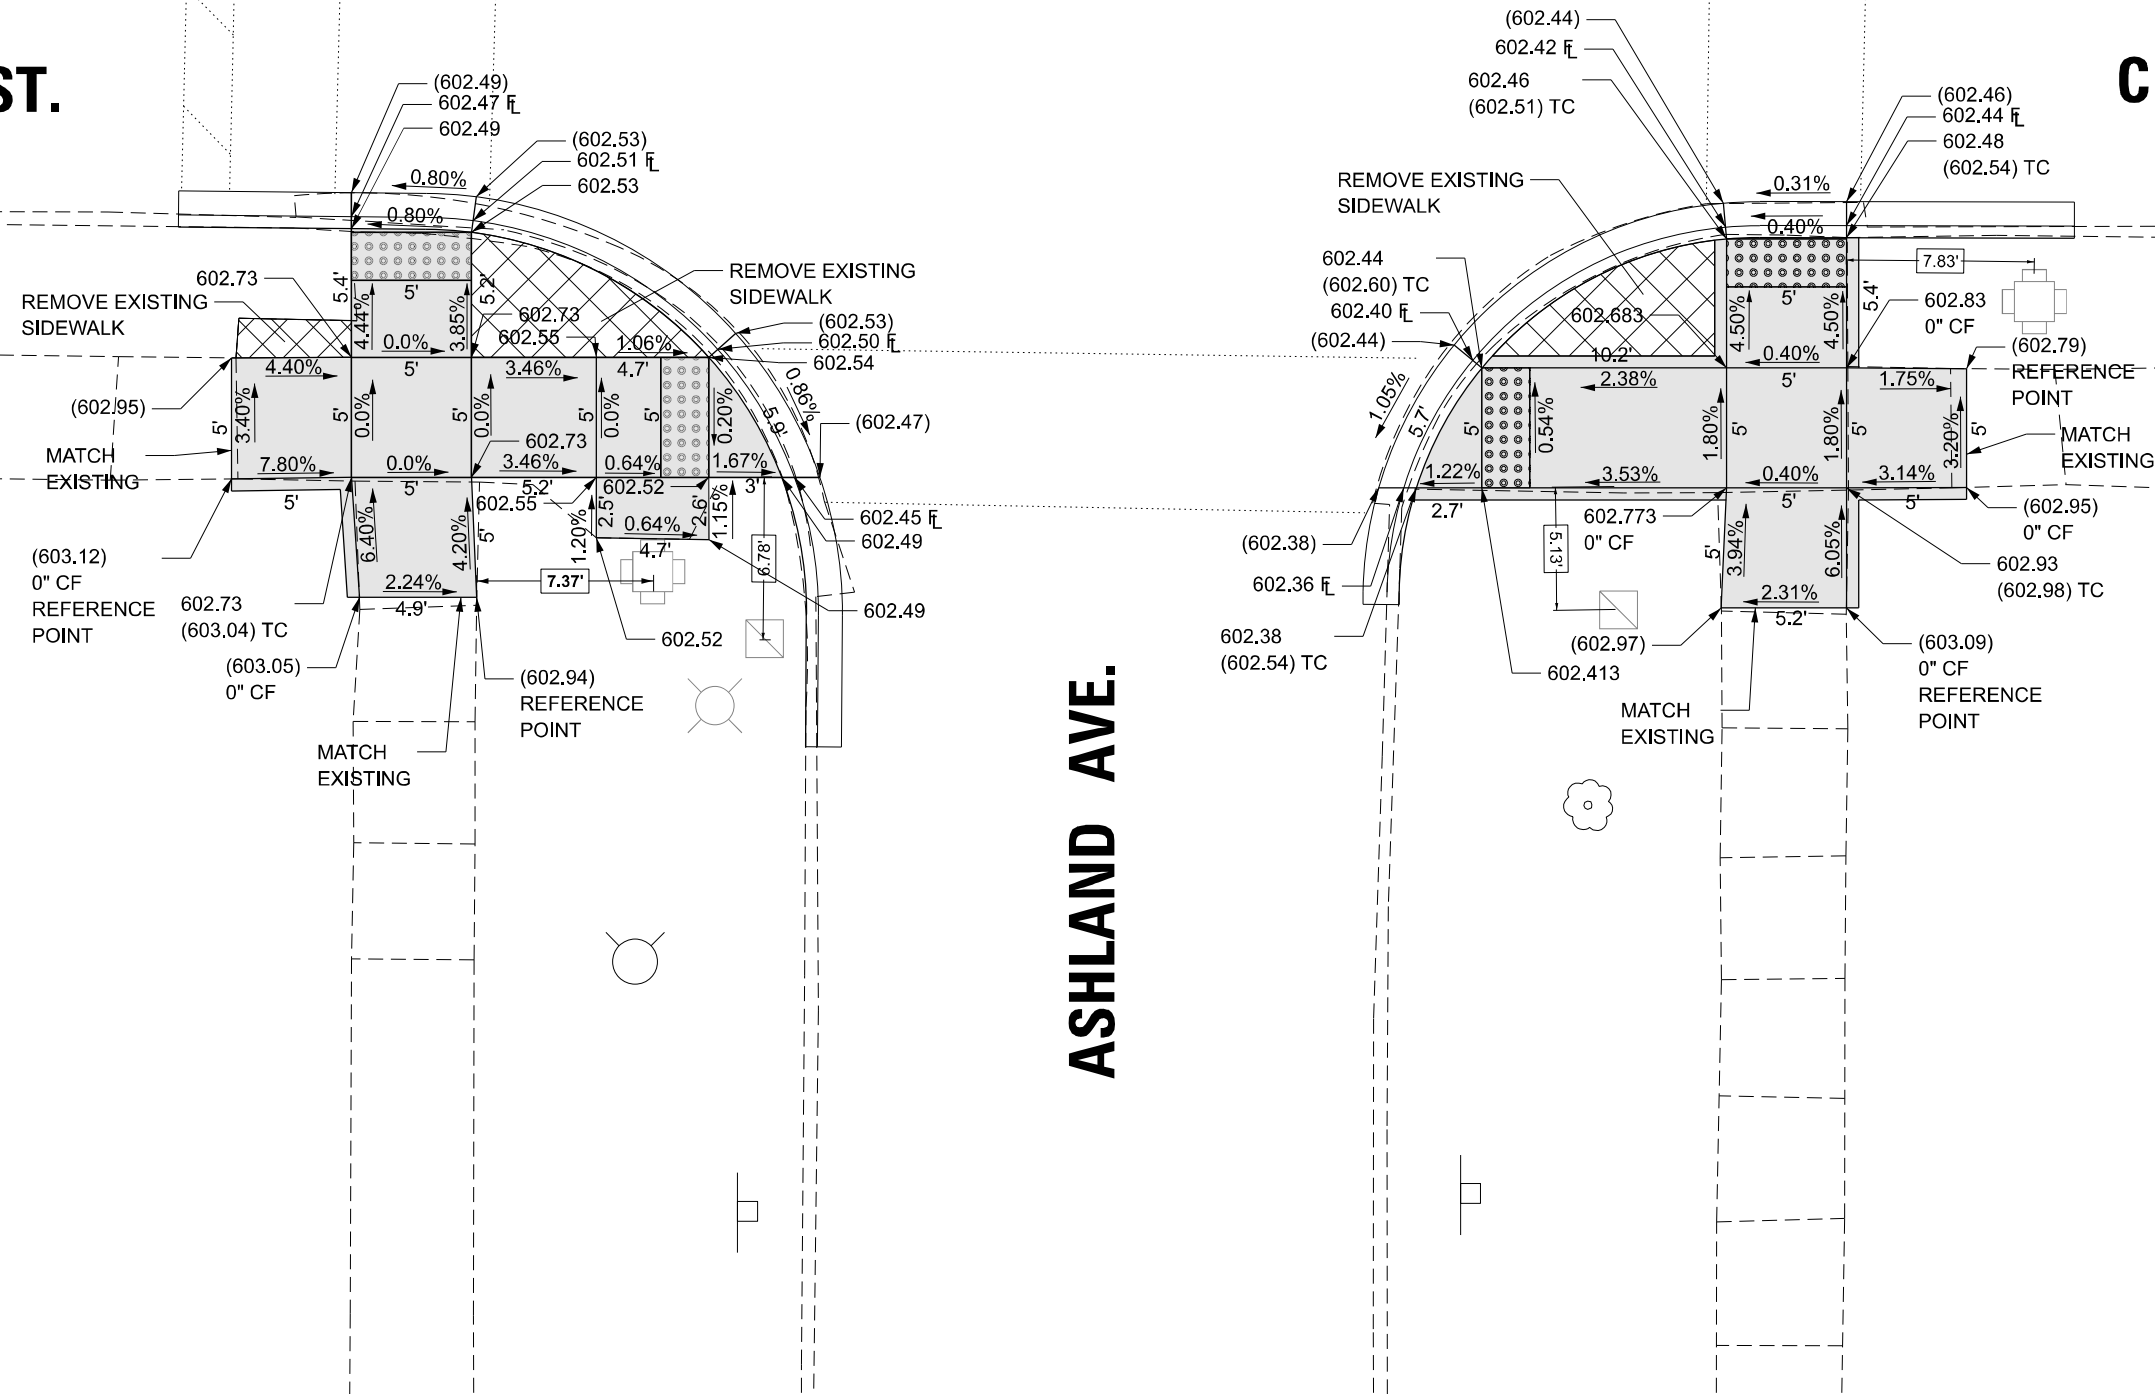 ST.
C
(602.49)
602.47 FL
602.49
(602.53)
602.51 FL
602.53
0.80%
0.80%
602.73
REMOVE EXISTING
SIDEWALK
5.4'
4.44%
5'
3.85%
5.2'
0.0%
5'
602.73
602.55
REMOVE EXISTING
SIDEWALK
(602.53)
602.50 FL
602.54
1.06%
4.7'
0.86%
5.9'
4.40%
3.46%
(602.95)
5'
3.40%
5'
0.0%
5'
0.0%
5'
0.0%
5'
0.20%
(602.47)
MATCH
EXISTING
7.80%
5'
0.0%
5'
602.73
3.46%
5.2'
602.55
0.64%
602.52
1.67%
3'
602.45 FL
602.49
(603.12)
0" CF
REFERENCE
POINT
602.73
(603.04) TC
(603.05)
0" CF
6.40%
4.20%
5'
2.24%
4.9'
1.20%
2.5'
0.64%
4.7'
2.6'
1.15%
6.78'
7.37'
602.49
602.52
(602.94)
REFERENCE
POINT
MATCH
EXISTING
ASHLAND AVE.
(602.44)
602.42 FL
602.46
(602.51) TC
(602.46)
602.44 FL
602.48
(602.54) TC
0.31%
0.40%
REMOVE EXISTING
SIDEWALK
602.44
(602.60) TC
602.40 FL
(602.44)
602.683
10.2'
4.50%
5'
4.50%
5.4'
7.83'
602.83
0" CF
(602.79)
REFERENCE
POINT
0.40%
5'
2.38%
1.75%
1.05%
5.7'
5'
0.54%
1.80%
5'
1.80%
5'
3.20%
5'
MATCH
EXISTING
1.22%
2.7'
3.53%
0.40%
5'
3.14%
5'
(602.95)
0" CF
602.773
0" CF
5.13'
(602.38)
602.36 FL
602.38
(602.54) TC
5'
3.94%
6.05%
602.93
(602.98) TC
2.31%
5.2'
(602.97)
602.413
(603.09)
0" CF
REFERENCE
POINT
MATCH
EXISTING